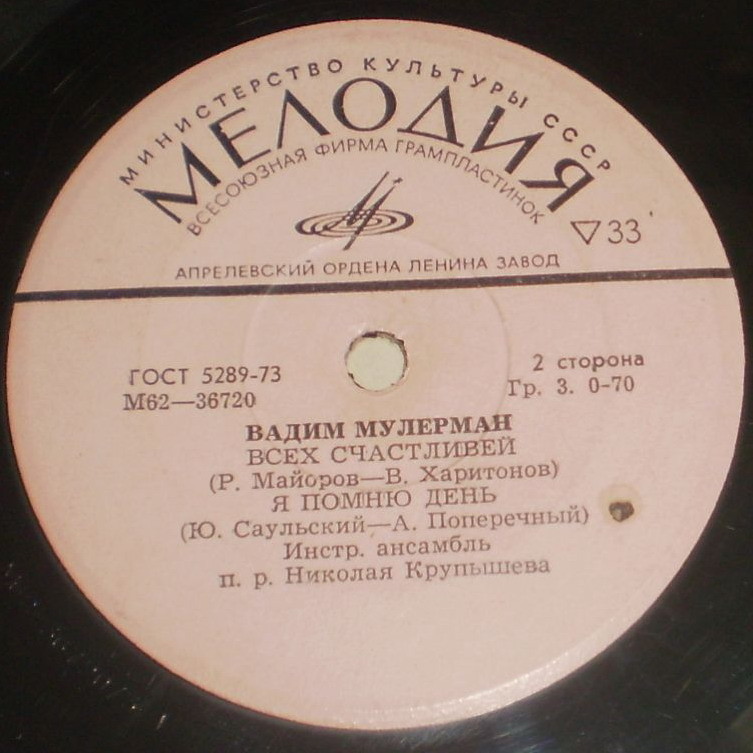 МИНИСТЕРСТВО КУЛЬТУРЫ СССР
МЕЛОДИЯ
ВСЕСОЮЗНАЯ ФИРМА ГРАМПЛАСТИНОК
33
АПРЕЛЕВСКИЙ ОРДЕНА ЛЕНИНА ЗАВОД
ГОСТ 5289-73
2 сторона
М62—36720
Гр. 3. 0-70
ВАДИМ МУЛЕРМАН
ВСЕХ СЧАСТЛИВЕЙ
(Р. Майоров—В. Харитонов)
Я ПОМНЮ ДЕНЬ
(Ю. Саульский—А. Поперечный)
Инстр. ансамбль
п. р. Николая Крупышева